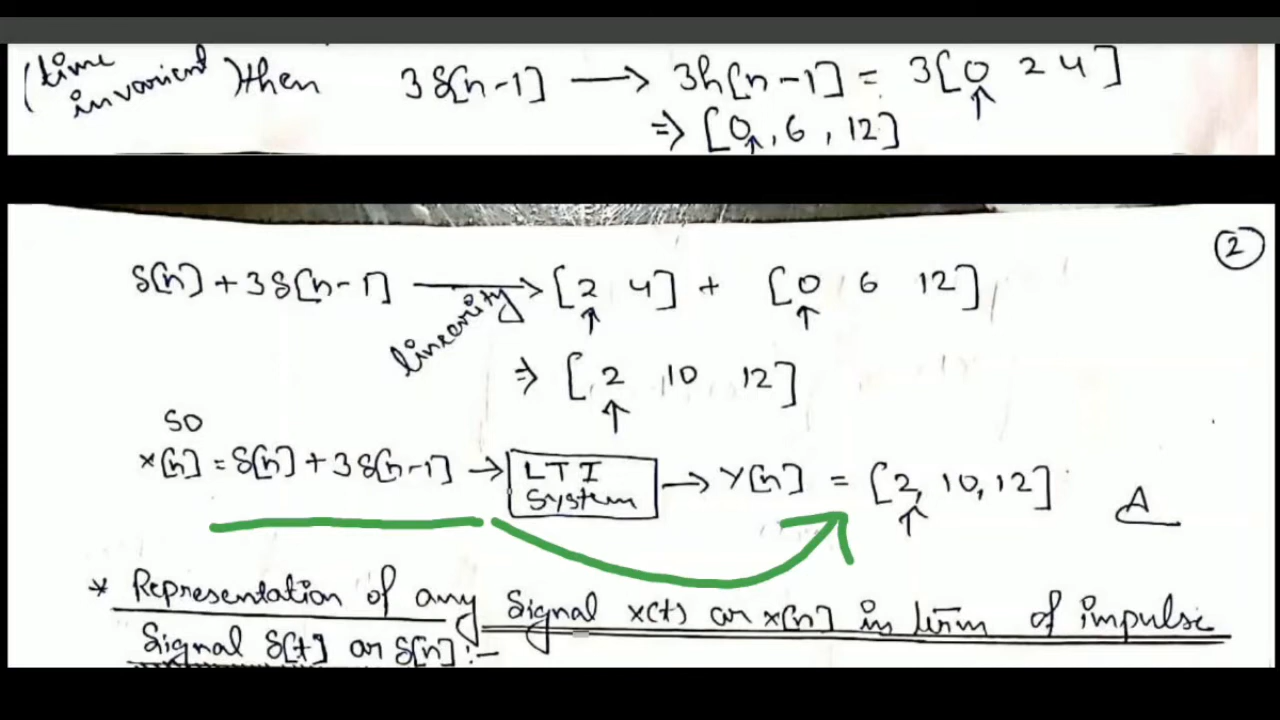 (time invarient) then 3δ[n-1] → 3h[n-1] = 3[0 2 4]
↑
⇒ [0, 6, 12]
↑
2
δ[n] + 3δ[n-1] → [2 4] + [0 6 12]
linearity ↑ ↑
⇒ [2 10 12]
↑
so
x[n] = δ[n] + 3δ[n-1] → LTI System → Y[n] = [2, 10, 12] A
↑
* Representation of any Signal x(t) or x[n] in term of impulse
Signal δ[t] or δ[n] :-